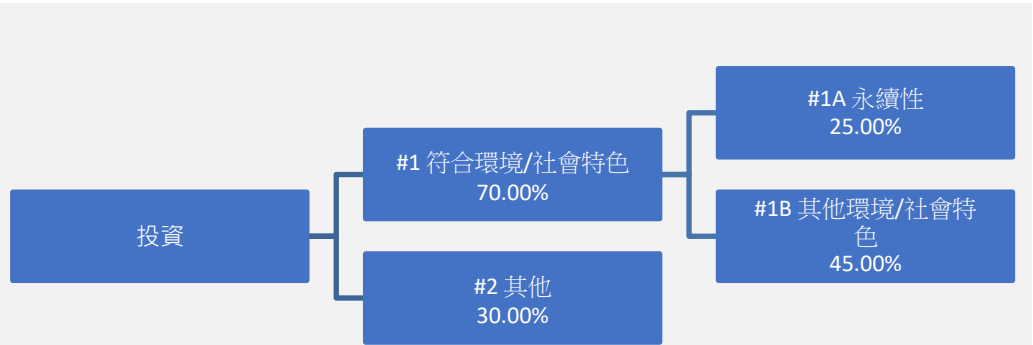 投資
#1 符合環境/社會特色
70.00%
#2 其他
30.00%
#1A 永續性
25.00%
#1B 其他環境/社會特
色
45.00%